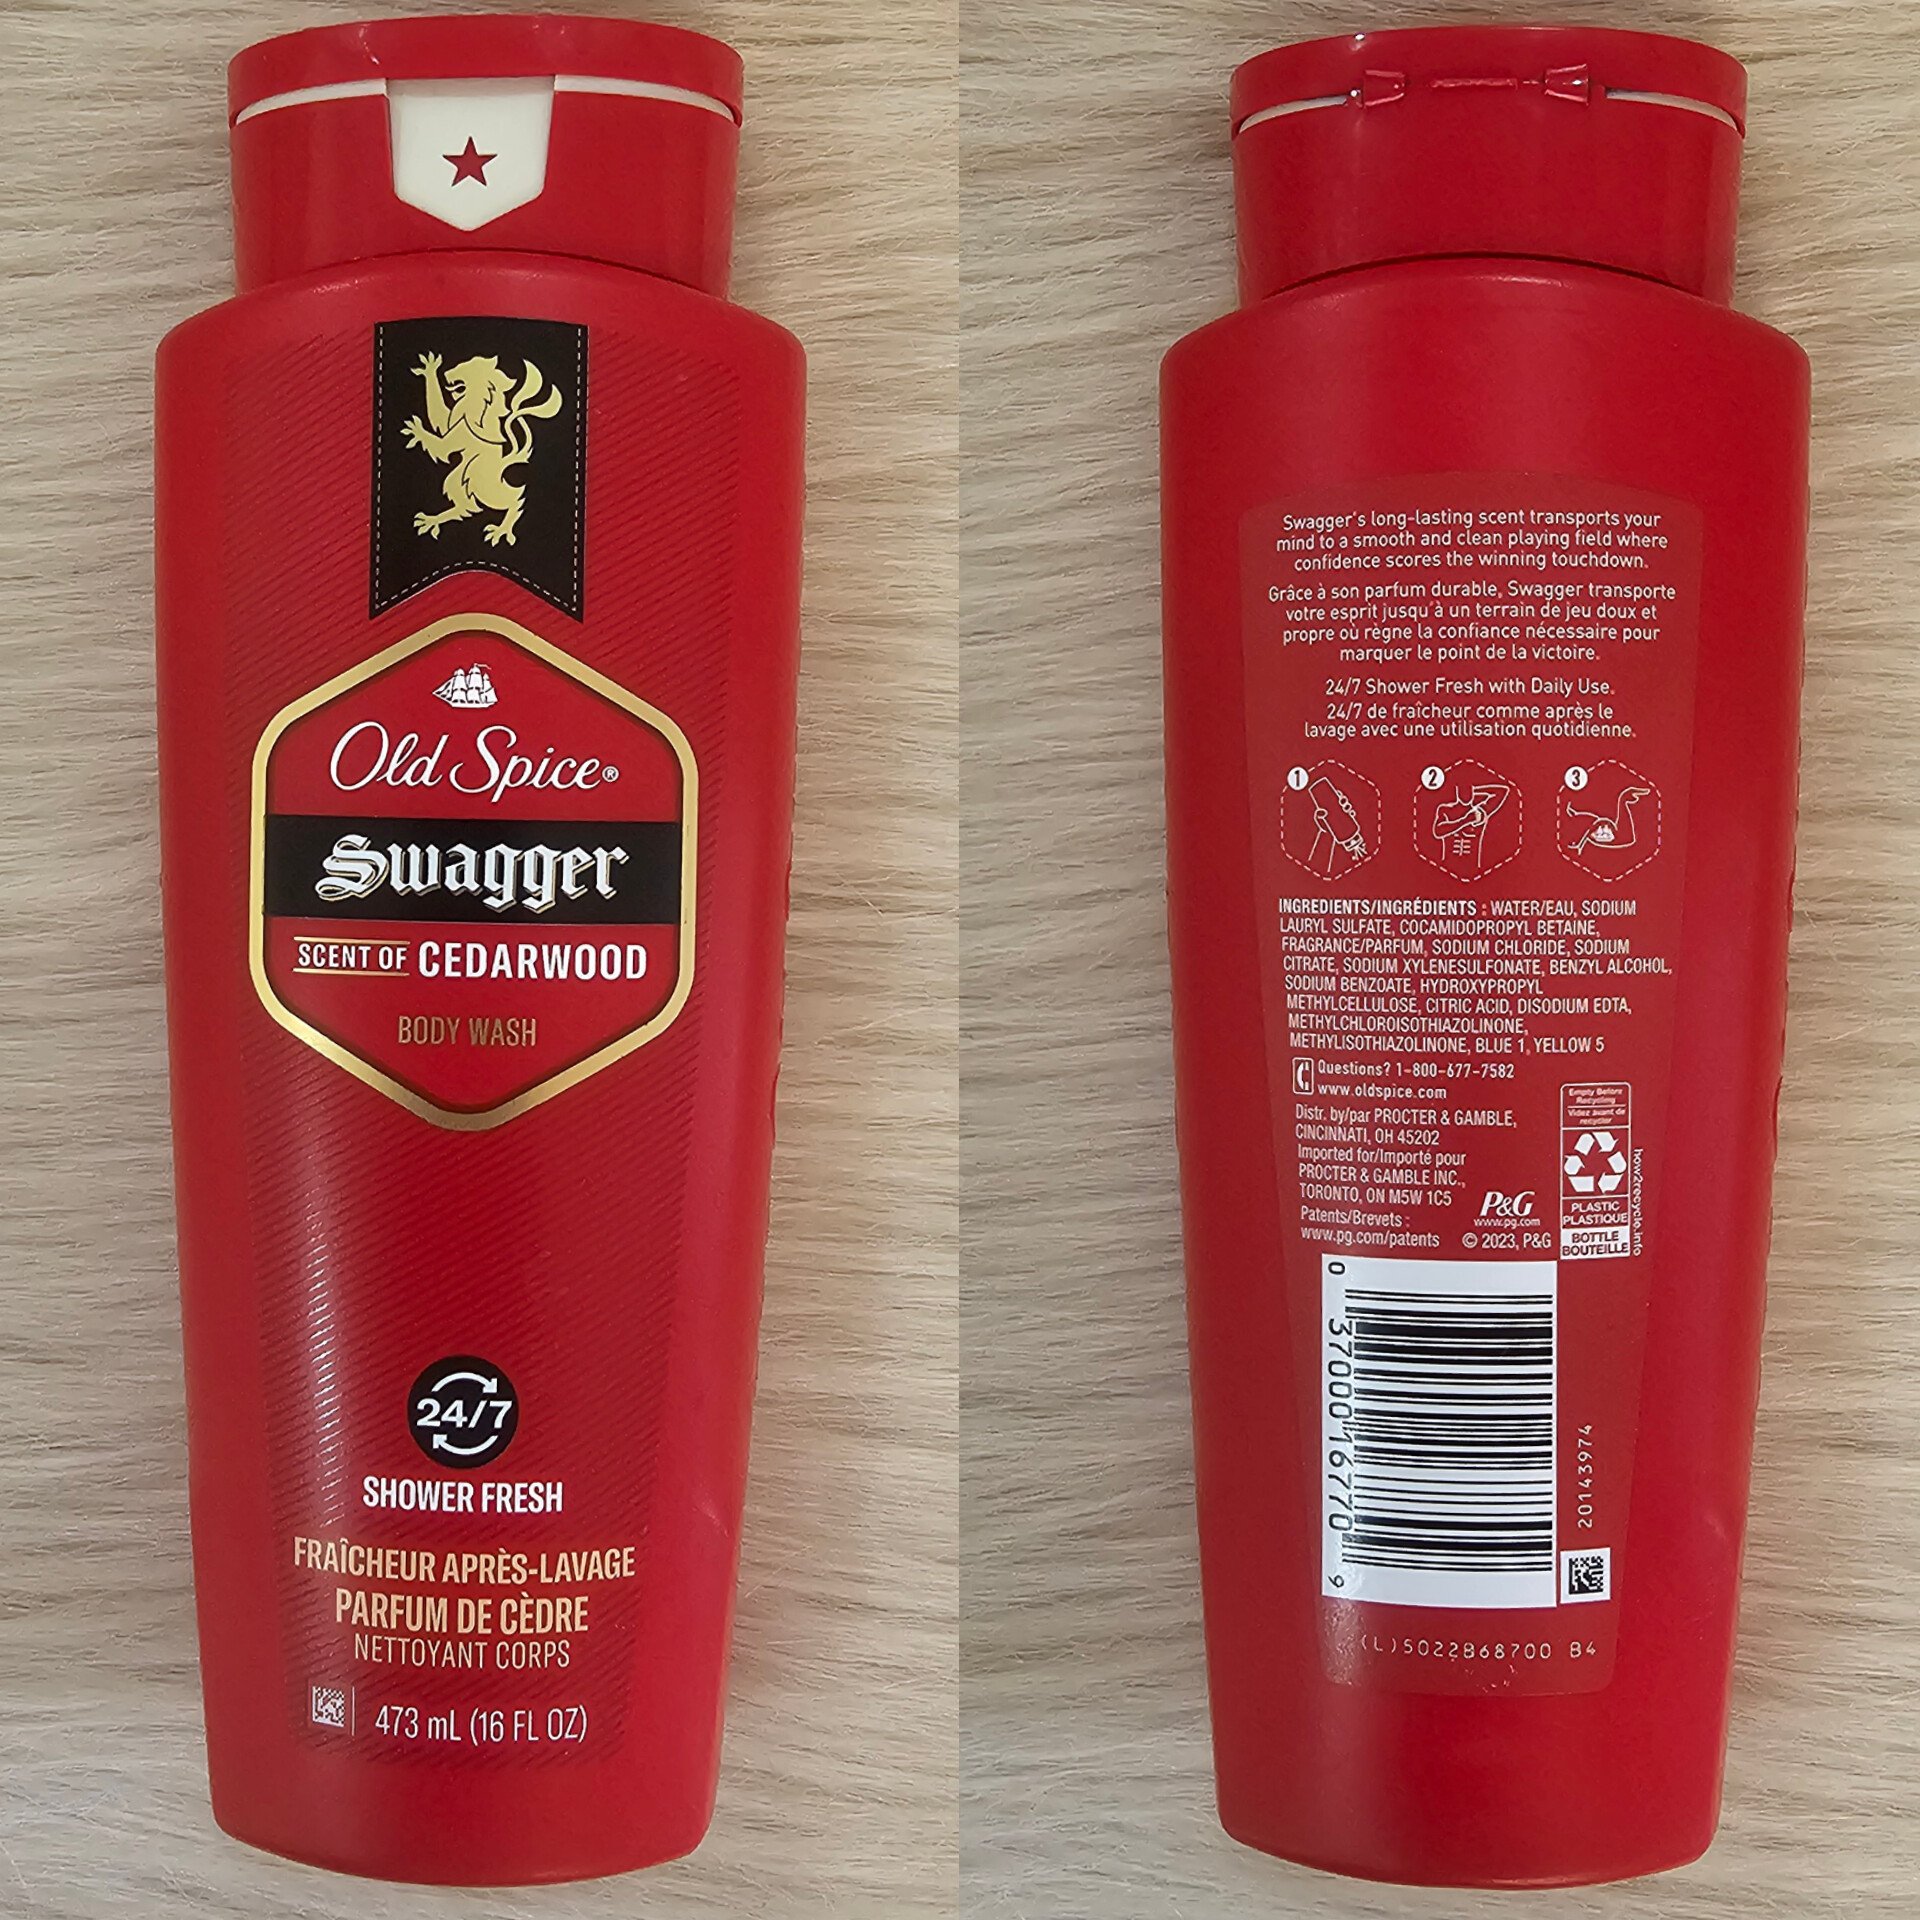 Old Spice®
Swagger
SCENT OF CEDARWOOD
BODY WASH
24/7
SHOWER FRESH
FRAÎCHEUR APRÈS-LAVAGE
PARFUM DE CÈDRE
NETTOYANT CORPS
473 mL (16 FL OZ)
Swagger's long-lasting scent transports your
mind to a smooth and clean playing field where
confidence scores the winning touchdown.
Grâce à son parfum durable, Swagger transporte
votre esprit jusqu'à un terrain de jeu doux et
propre où règne la confiance nécessaire pour
marquer le point de la victoire.
24/7 Shower Fresh with Daily Use.
24/7 de fraîcheur comme après le
lavage avec une utilisation quotidienne.
1 2 3
INGREDIENTS/INGRÉDIENTS : WATER/EAU, SODIUM
LAURYL SULFATE, COCAMIDOPROPYL BETAINE,
FRAGRANCE/PARFUM, SODIUM CHLORIDE, SODIUM
CITRATE, SODIUM XYLENESULFONATE, BENZYL ALCOHOL,
SODIUM BENZOATE, HYDROXYPROPYL
METHYLCELLULOSE, CITRIC ACID, DISODIUM EDTA,
METHYLCHLOROISOTHIAZOLINONE,
METHYLISOTHIAZOLINONE, BLUE 1, YELLOW 5
Questions? 1-800-677-7582
www.oldspice.com
Distr. by/par PROCTER & GAMBLE,
CINCINNATI, OH 45202
Imported for/Importé pour
PROCTER & GAMBLE INC.,
TORONTO, ON M5W 1C5
Patents/Brevets :
www.pg.com/patents
P&G
www.pg.com
© 2023, P&G
Empty Before
Recycling
Videz avant de
recycler
PLASTIC
PLASTIQUE
BOTTLE
BOUTEILLE
how2recycle.info
0 37000 16770 9
20143974
(L)5022B68700 B4